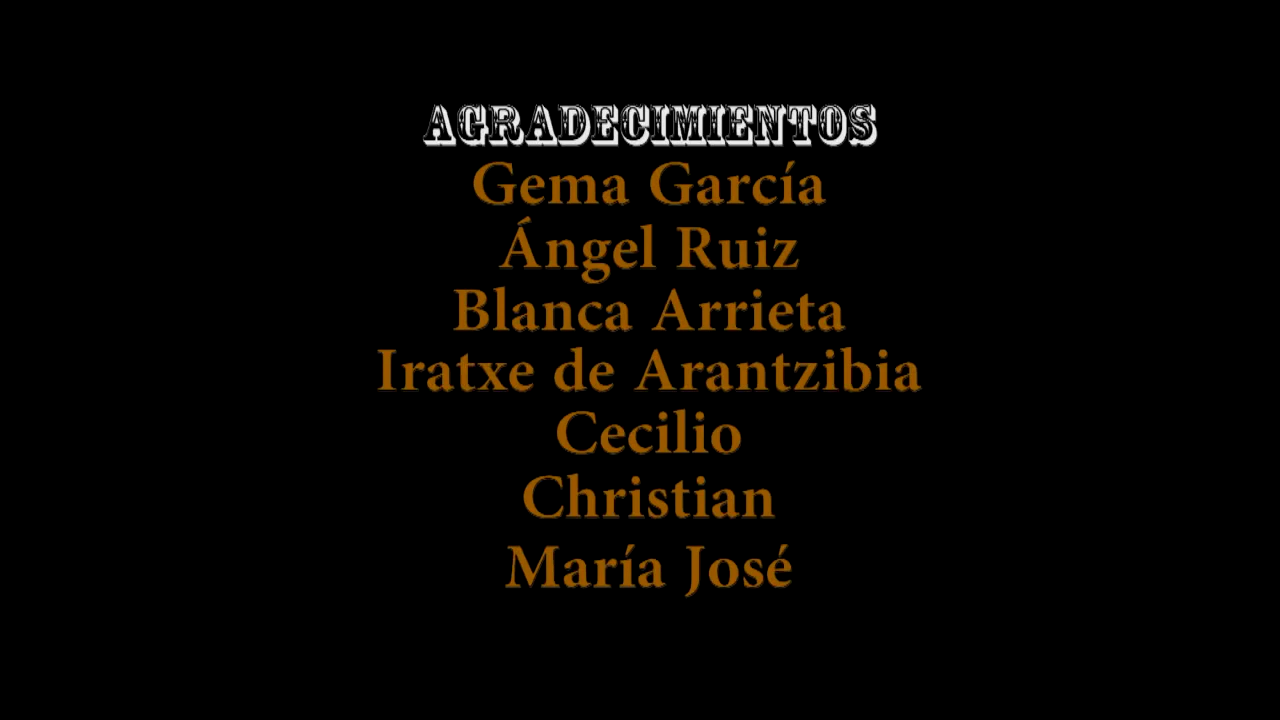 AGRADECIMIENTOS
Gema García
Ángel Ruiz
Blanca Arrieta
Iratxe de Arantzibia
Cecilio
Christian
María José